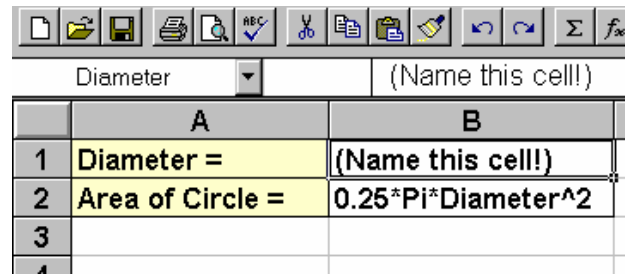 ABC Σ
Diameter (Name this cell!)
A B
1 Diameter = (Name this cell!)
2 Area of Circle = 0.25*Pi*Diameter^2
3